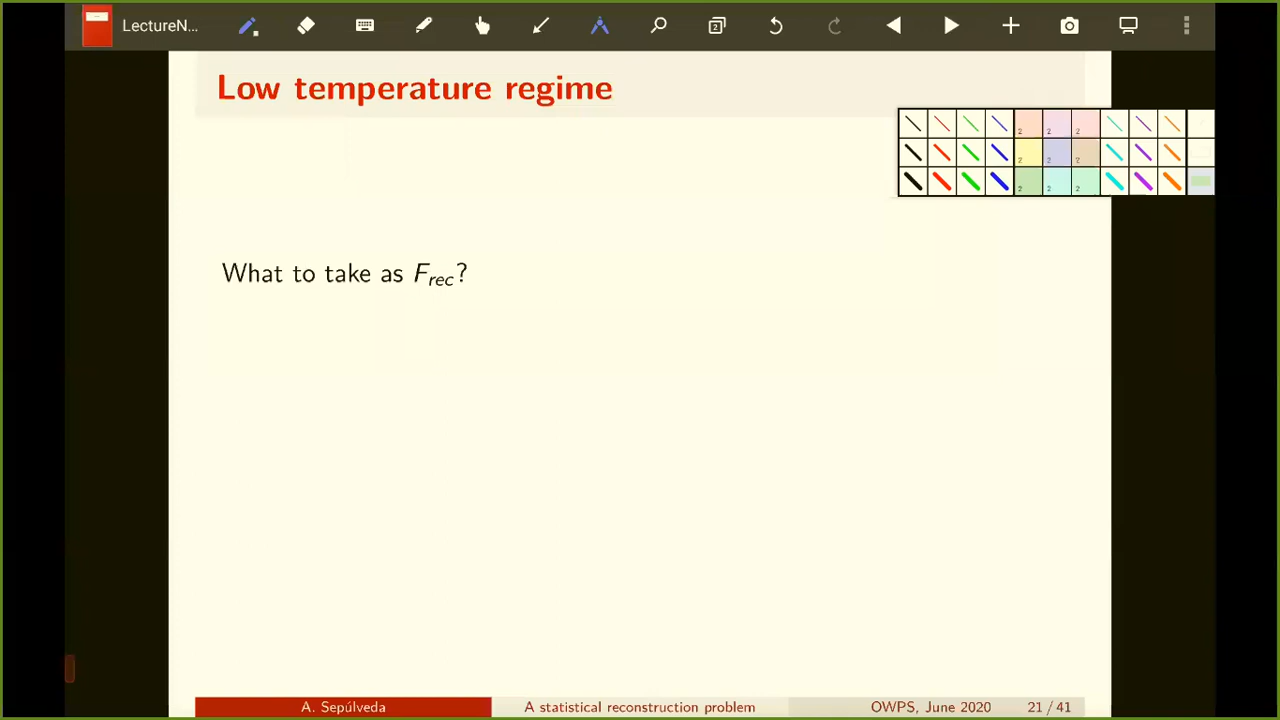 LectureN...
Low temperature regime
What to take as F_rec?
A. Sepúlveda
A statistical reconstruction problem
OWPS, June 2020
21 / 41